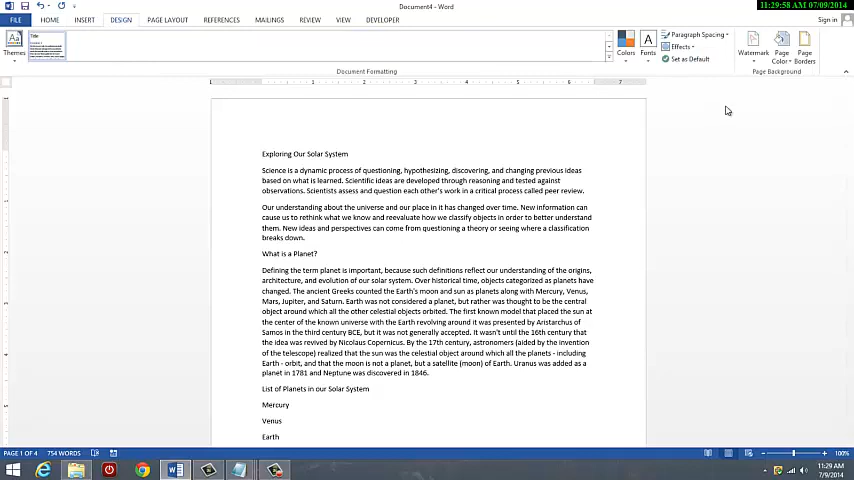 Document4 - Word
11:29:58 AM 07/09/2014
FILE HOME INSERT DESIGN PAGE LAYOUT REFERENCES MAILINGS REVIEW VIEW DEVELOPER
Sign in
Themes
Title
Colors
Fonts
Paragraph Spacing
Effects
Set as Default
Watermark
Page Color
Page Borders
Document Formatting
Page Background
1 2 3 4 5 6 7
Exploring Our Solar System
Science is a dynamic process of questioning, hypothesizing, discovering, and changing previous ideas
based on what is learned. Scientific ideas are developed through reasoning and tested against
observations. Scientists assess and question each other's work in a critical process called peer review.
Our understanding about the universe and our place in it has changed over time. New information can
cause us to rethink what we know and reevaluate how we classify objects in order to better understand
them. New ideas and perspectives can come from questioning a theory or seeing where a classification
breaks down.
What is a Planet?
Defining the term planet is important, because such definitions reflect our understanding of the origins,
architecture, and evolution of our solar system. Over historical time, objects categorized as planets have
changed. The ancient Greeks counted the Earth's moon and sun as planets along with Mercury, Venus,
Mars, Jupiter, and Saturn. Earth was not considered a planet, but rather was thought to be the central
object around which all the other celestial objects orbited. The first known model that placed the sun at
the center of the known universe with the Earth revolving around it was presented by Aristarchus of
Samos in the third century BCE, but it was not generally accepted. It wasn't until the 16th century that
the idea was revived by Nicolaus Copernicus. By the 17th century, astronomers (aided by the invention
of the telescope) realized that the sun was the celestial object around which all the planets - including
Earth - orbit, and that the moon is not a planet, but a satellite (moon) of Earth. Uranus was added as a
planet in 1781 and Neptune was discovered in 1846.
List of Planets in our Solar System
Mercury
Venus
Earth
PAGE 1 OF 4 754 WORDS
100%
11:29 AM
7/9/2014